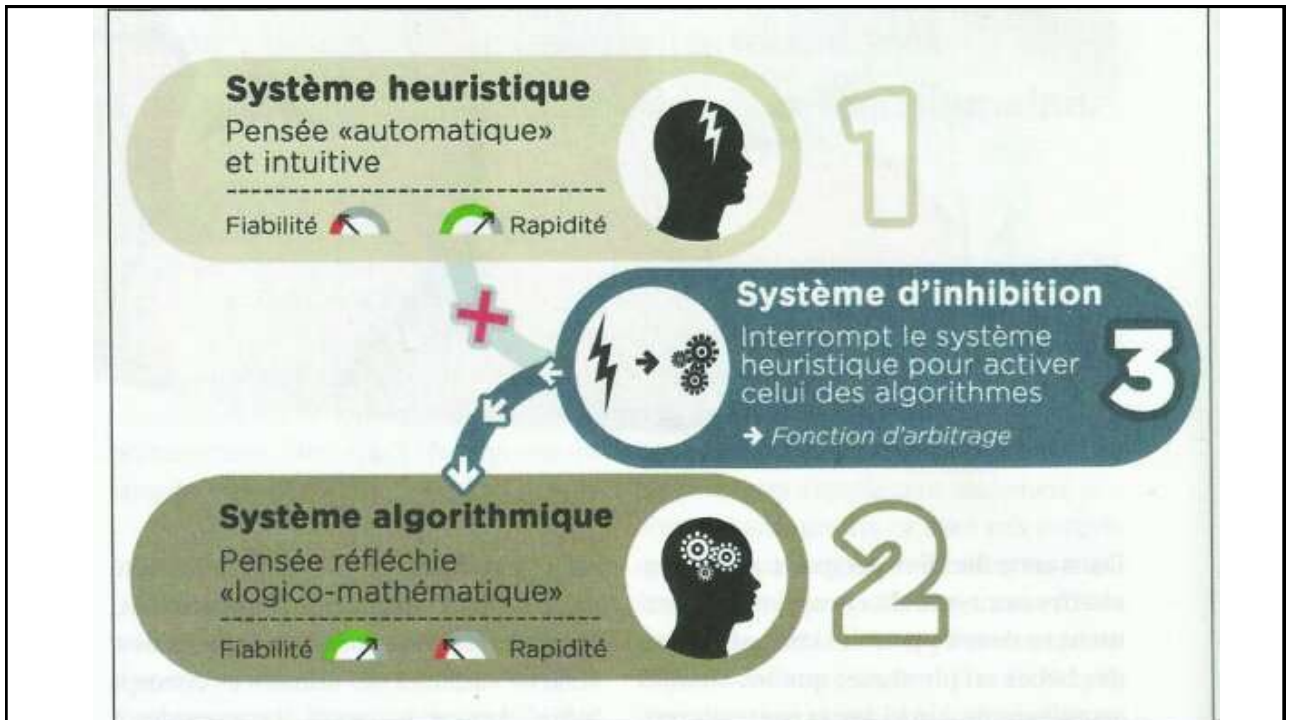 Système heuristique
Pensée «automatique»
et intuitive
Fiabilité Rapidité
1
Système d'inhibition
Interrompt le système
heuristique pour activer
celui des algorithmes
→ Fonction d'arbitrage
3
Système algorithmique
Pensée réfléchie
«logico-mathématique»
Fiabilité Rapidité
2